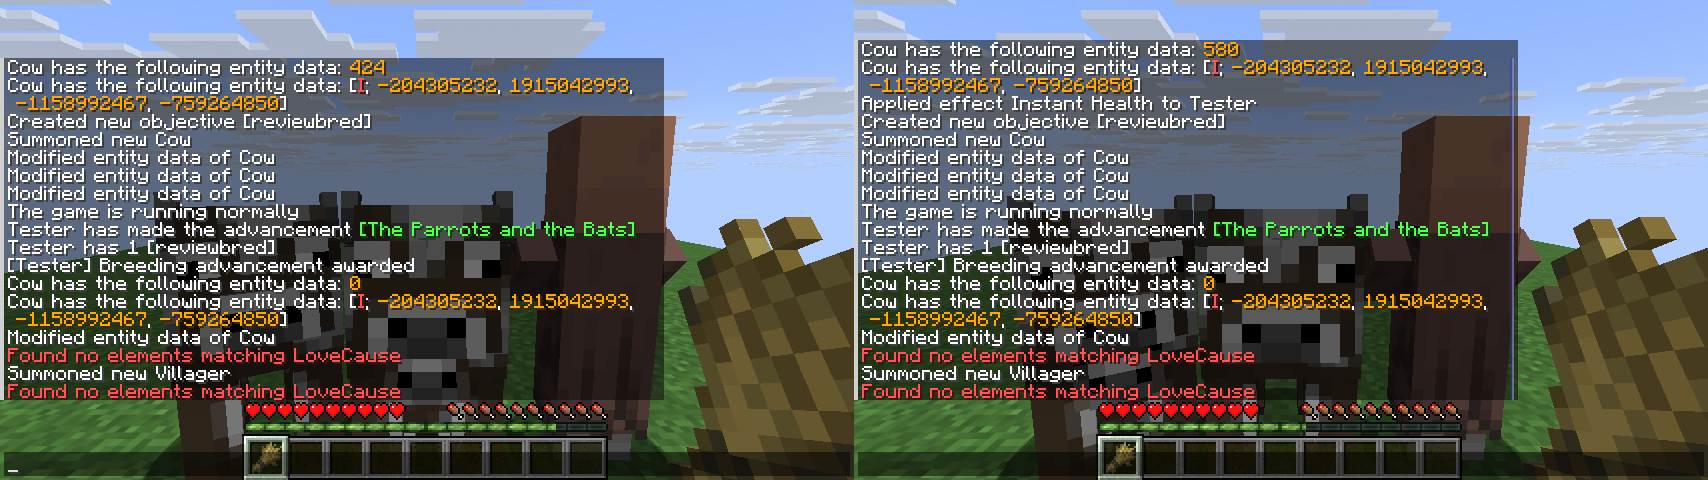 Cow has the following entity data: 424
Cow has the following entity data: [I; -204305232, 1915042993,
-1158992467, -759264850]
Created new objective [reviewbred]
Summoned new Cow
Modified entity data of Cow
Modified entity data of Cow
Modified entity data of Cow
The game is running normally
Tester has made the advancement [The Parrots and the Bats]
Tester has 1 [reviewbred]
[Tester] Breeding advancement awarded
Cow has the following entity data: 0
Cow has the following entity data: [I; -204305232, 1915042993,
-1158992467, -759264850]
Modified entity data of Cow
Found no elements matching LoveCause
Summoned new Villager
Found no elements matching LoveCause
_
Cow has the following entity data: 580
Cow has the following entity data: [I; -204305232, 1915042993,
-1158992467, -759264850]
Applied effect Instant Health to Tester
Created new objective [reviewbred]
Summoned new Cow
Modified entity data of Cow
Modified entity data of Cow
Modified entity data of Cow
The game is running normally
Tester has made the advancement [The Parrots and the Bats]
Tester has 1 [reviewbred]
[Tester] Breeding advancement awarded
Cow has the following entity data: 0
Cow has the following entity data: [I; -204305232, 1915042993,
-1158992467, -759264850]
Modified entity data of Cow
Found no elements matching LoveCause
Summoned new Villager
Found no elements matching LoveCause